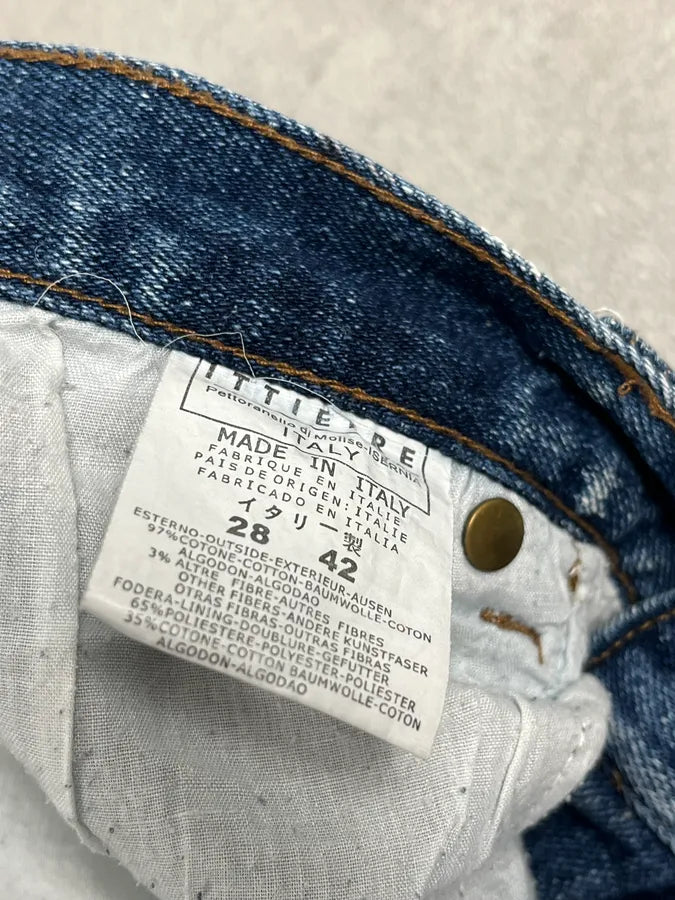 ITTIERRE
Pettoranello di Molise-ISERNIA
ITALY
MADE IN ITALY
FABRIQUE EN ITALIE
PAIS DE ORIGEN: ITALIE
FABRICADO EN ITALIA
イタリー製
28 42
ESTERNO-OUTSIDE-EXTERIEUR-AUSEN
97%COTONE-COTTON-BAUMWOLLE-COTON
ALGODON-ALGODAO
3% ALTRE FIBRE-AUTRES FIBRES
OTHER FIBERS-ANDERE KUNSTFASER
OTRAS FIBRAS-OUTRAS FIBRAS
FODERA-LINING-DOUBLURE-GEFUTTER
65%POLIESTERE-POLYESTER-POLIESTER
35%COTONE-COTTON BAUMWOLLE-COTON
ALGODON-ALGODAO